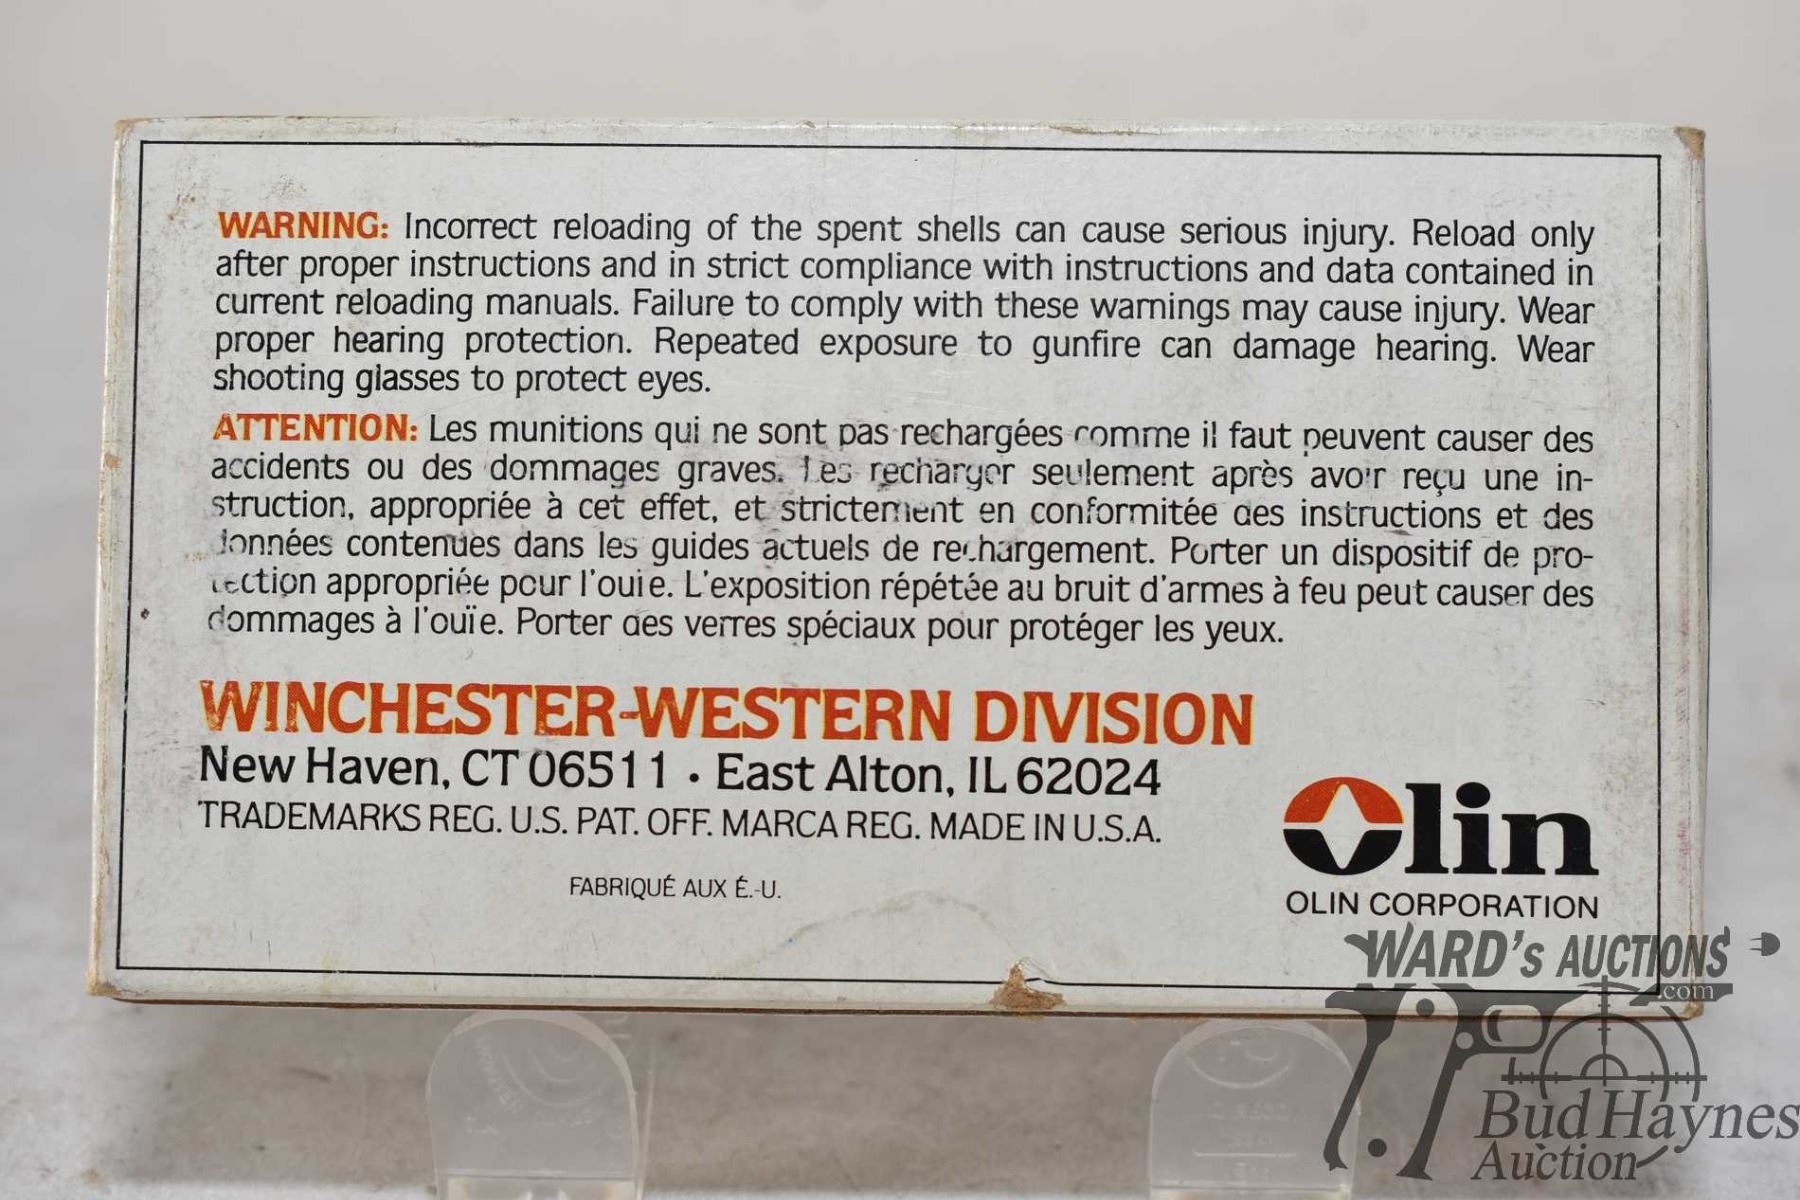 WARNING: Incorrect reloading of the spent shells can cause serious injury. Reload only
after proper instructions and in strict compliance with instructions and data contained in
current reloading manuals. Failure to comply with these warnings may cause injury. Wear
proper hearing protection. Repeated exposure to gunfire can damage hearing. Wear
shooting glasses to protect eyes.
ATTENTION: Les munitions qui ne sont pas rechargées comme il faut peuvent causer des
accidents ou des dommages graves. Les recharger seulement après avoir reçu une in-
struction, appropriée à cet effet, et strictement en conformitée des instructions et des
données contenues dans les guides actuels de rechargement. Porter un dispositif de pro-
tection appropriée pour l'ouie. L'exposition répétée au bruit d'armes à feu peut causer des
dommages à l'ouïe. Porter des verres spéciaux pour protéger les yeux.
WINCHESTER-WESTERN DIVISION
New Haven, CT 06511 · East Alton, IL 62024
TRADEMARKS REG. U.S. PAT. OFF. MARCA REG. MADE IN U.S.A.
FABRIQUÉ AUX É.-U.
Olin
OLIN CORPORATION
WARD's AUCTIONS
.com
Bud Haynes
Auction